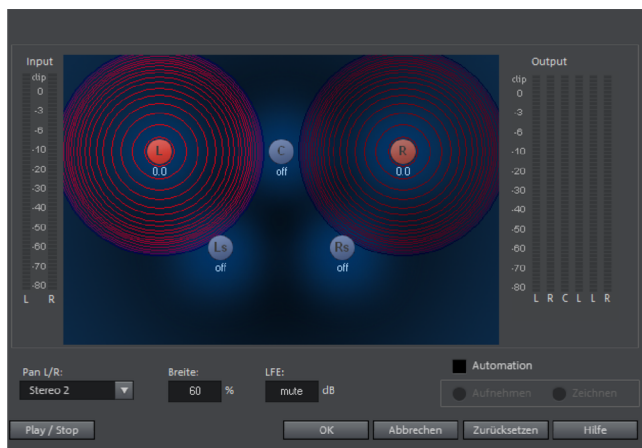 Input
Output
clip
0
-3
-6
-10
-20
-30
-40
-50
-60
-70
-80
L R
L
0.0
C
off
R
0.0
Ls
off
Rs
off
clip
0
-3
-6
-10
-20
-30
-40
-50
-60
-70
-80
L R C L L R
Pan L/R:
Stereo 2
Breite:
60 %
LFE:
mute dB
Automation
Aufnehmen
Zeichnen
Play / Stop
OK
Abbrechen
Zurücksetzen
Hilfe